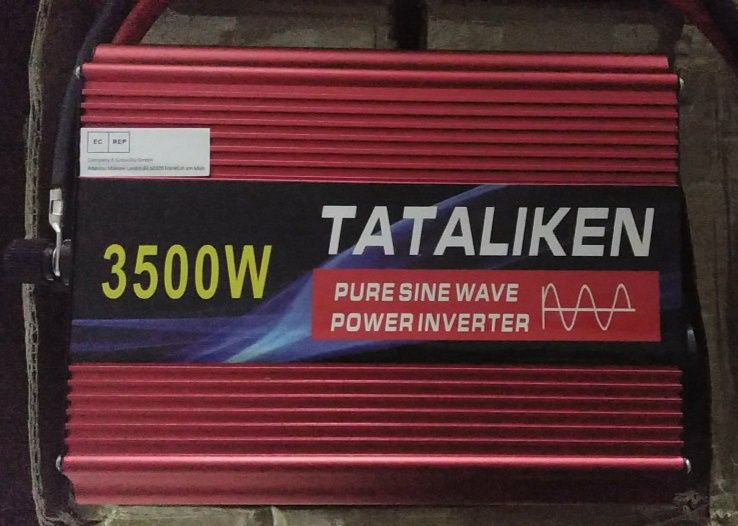 EC REP
TATALIKEN
3500W
PURE SINE WAVE
POWER INVERTER